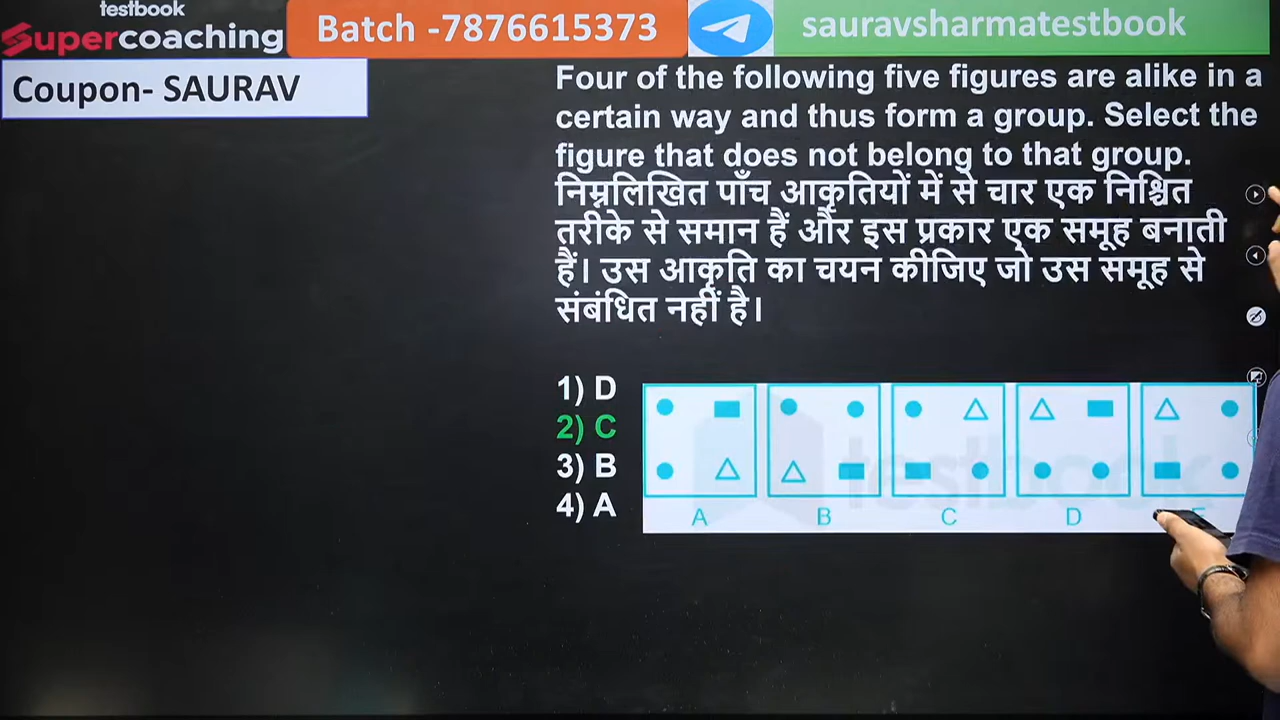 testbook
Supercoaching
Batch -7876615373
sauravsharmatestbook
Coupon- SAURAV
Four of the following five figures are alike in a
certain way and thus form a group. Select the
figure that does not belong to that group.
निम्नलिखित पाँच आकृतियों में से चार एक निश्चित
तरीके से समान हैं और इस प्रकार एक समूह बनाती
हैं। उस आकृति का चयन कीजिए जो उस समूह से
संबंधित नहीं है।
1) D
2) C
3) B
4) A
testbook
A B C D